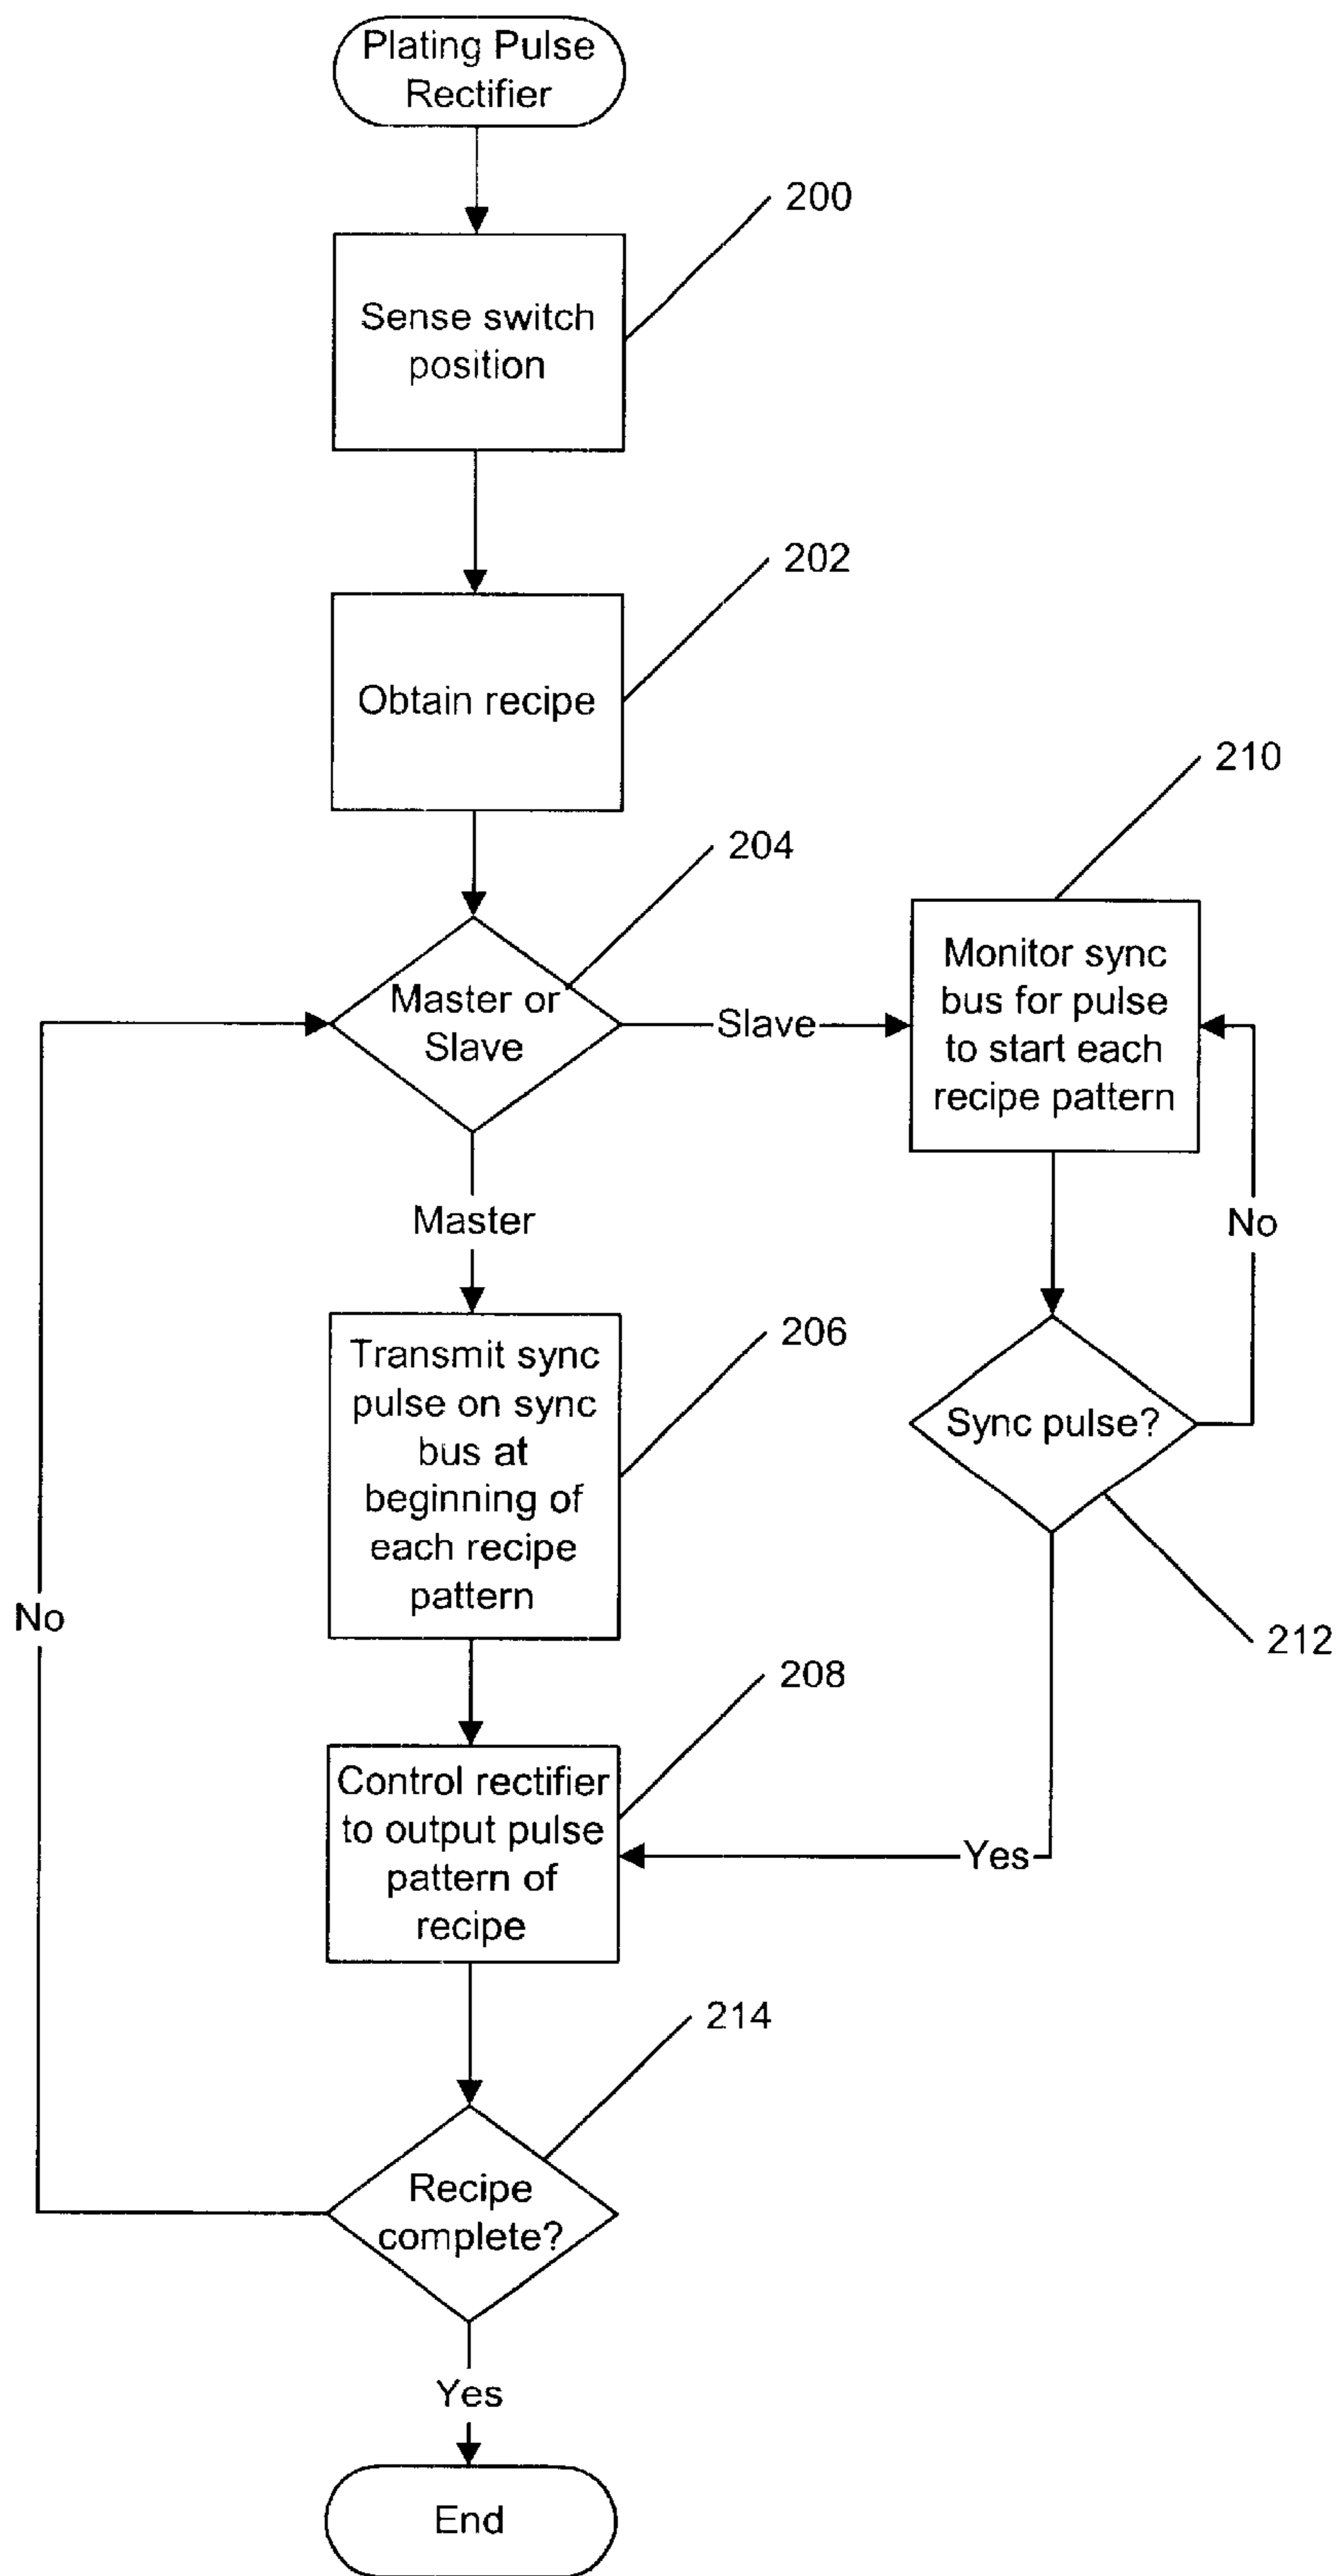 Plating Pulse
Rectifier
200
Sense switch
position
202
Obtain recipe
204
Master or
Slave
Slave
210
Monitor sync
bus for pulse
to start each
recipe pattern
No
Master
206
Transmit sync
pulse on sync
bus at
beginning of
each recipe
pattern
Sync pulse?
212
Yes
208
Control rectifier
to output pulse
pattern of
recipe
214
Recipe
complete?
No
Yes
End